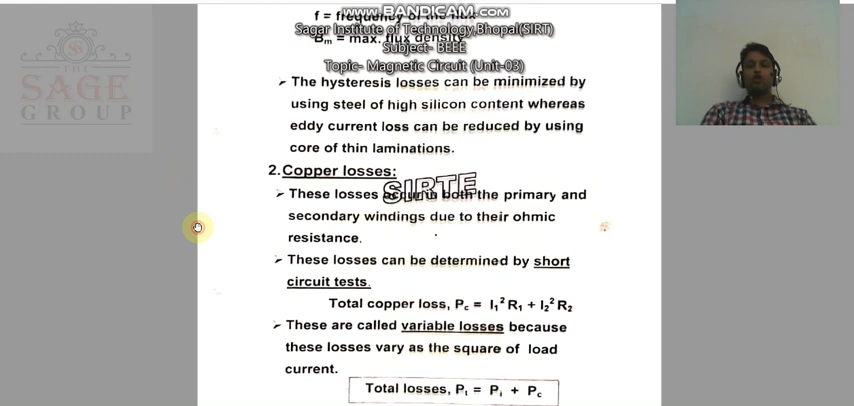 f = frequency of the flux
www.BANDICAM.com
Sagar Institute of Technology,Bhopal(SIRT)
Bm = max. flux density
Subject- BEEE
Topic- Magnetic Circuit (Unit-03)
THE
SAGE
GROUP
➢ The hysteresis losses can be minimized by
using steel of high silicon content whereas
eddy current loss can be reduced by using
core of thin laminations.
2. Copper losses:
SIRTE
➢ These losses occur in both the primary and
secondary windings due to their ohmic
resistance.
➢ These losses can be determined by short
circuit tests.
Total copper loss, Pc = I₁² R₁ + I₂² R₂
➢ These are called variable losses because
these losses vary as the square of load
current.
Total losses, Pt = Pi + Pc